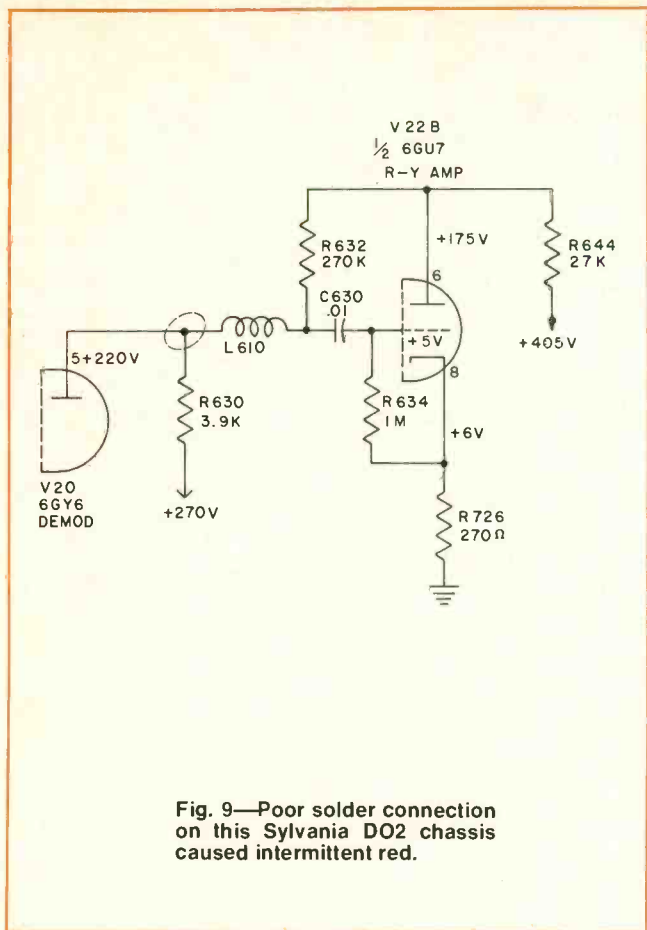 V 22 B
½ 6GU7
R-Y AMP
R632
270K
+175V
R644
27K
6
C630
.01
+405V
L610
+5V
8
5+220V
R630
3.9K
R634
1M
+6V
V20
6GY6
DEMOD
+270V
R726
270Ω
Fig. 9—Poor solder connection
on this Sylvania DO2 chassis
caused intermittent red.